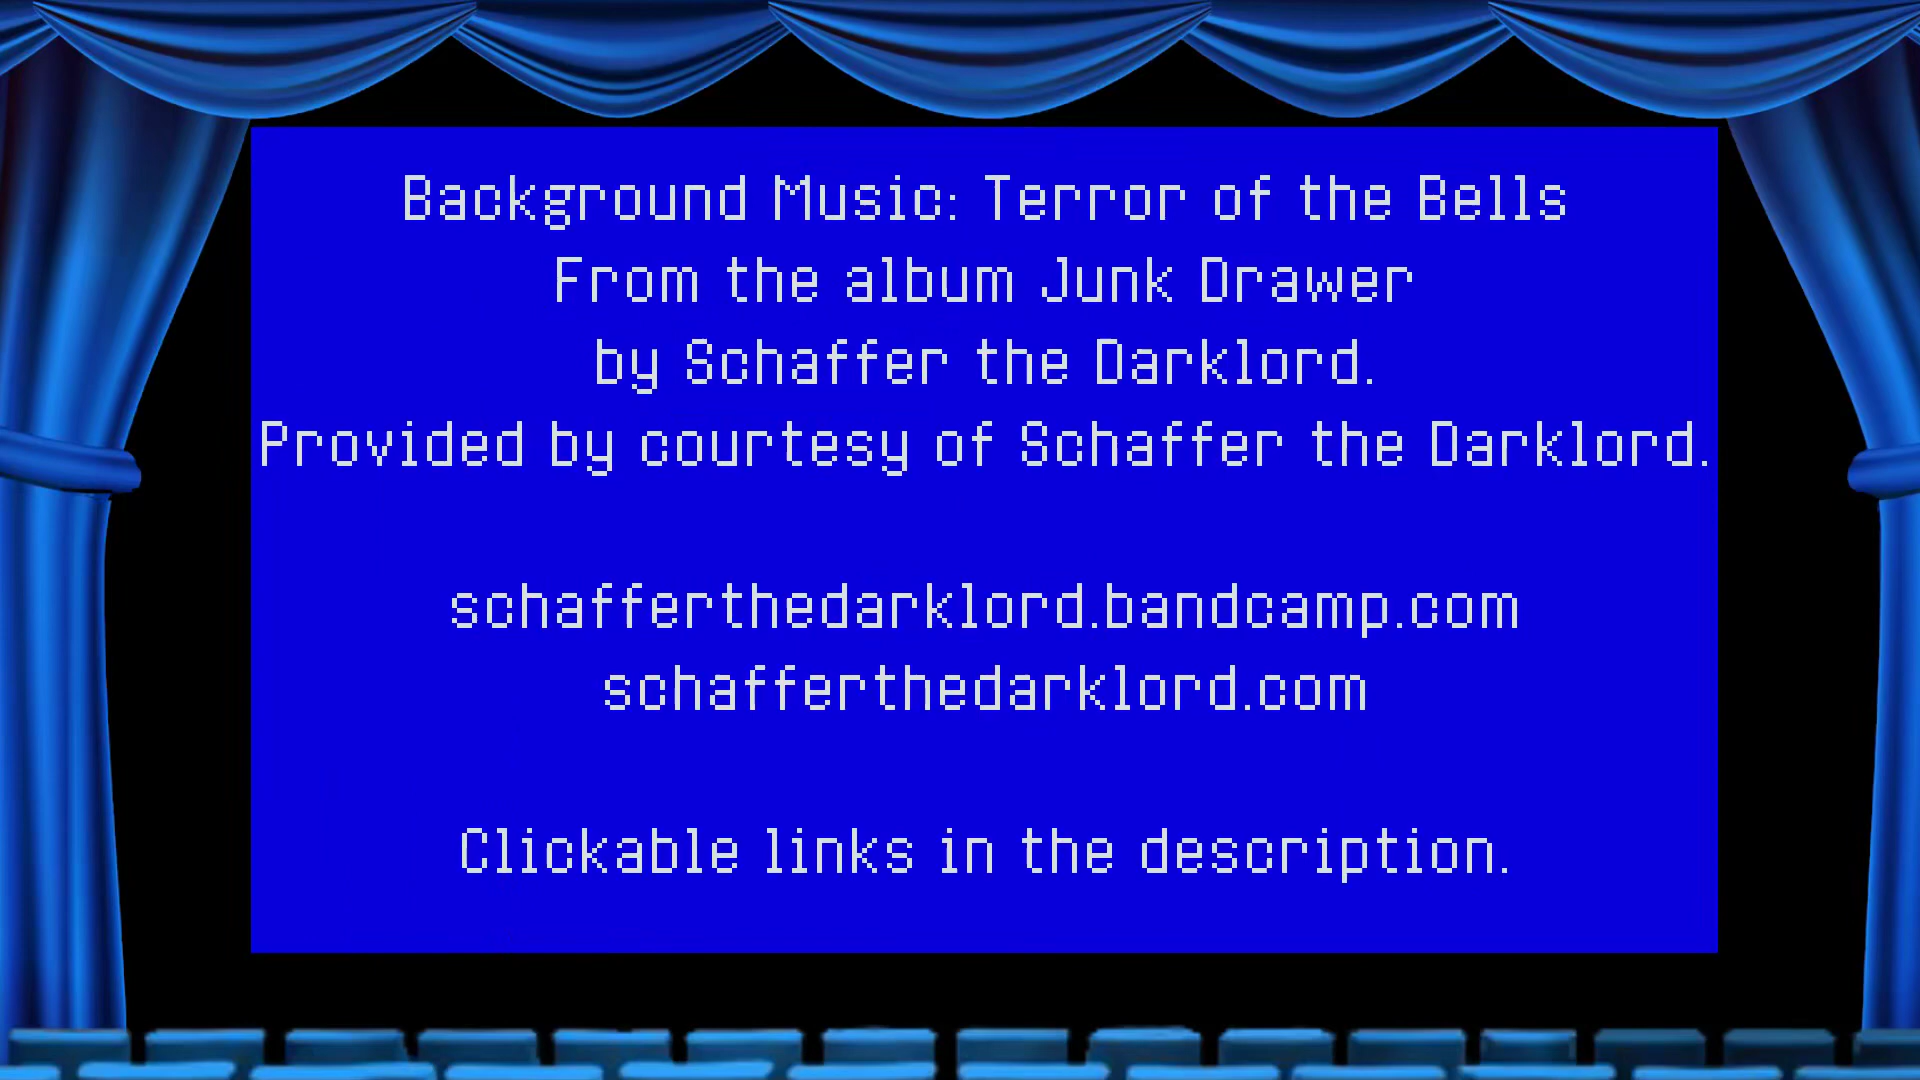 Background Music: Terror of the Bells
From the album Junk Drawer
by Schaffer the Darklord.
Provided by courtesy of Schaffer the Darklord.
schafferthedarklord.bandcamp.com
schafferthedarklord.com
Clickable links in the description.